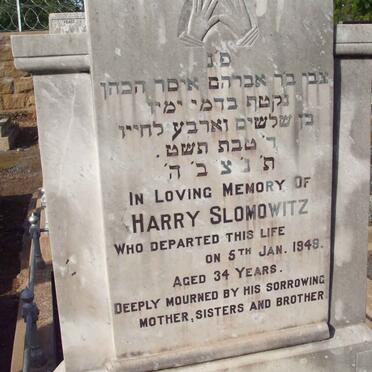 פ נ
צבי ב״ר אברהם איסר הכהן
נקטף בדמי ימיו
בן שלשים וארבע לחייו
ד׳ טבת תשט׳
ת׳ נ׳ צ׳ ב׳ ה׳
IN LOVING MEMORY OF
HARRY SLOMOWITZ
WHO DEPARTED THIS LIFE
ON 5TH JAN. 1949.
AGED 34 YEARS.
DEEPLY MOURNED BY HIS SORROWING
MOTHER, SISTERS AND BROTHER